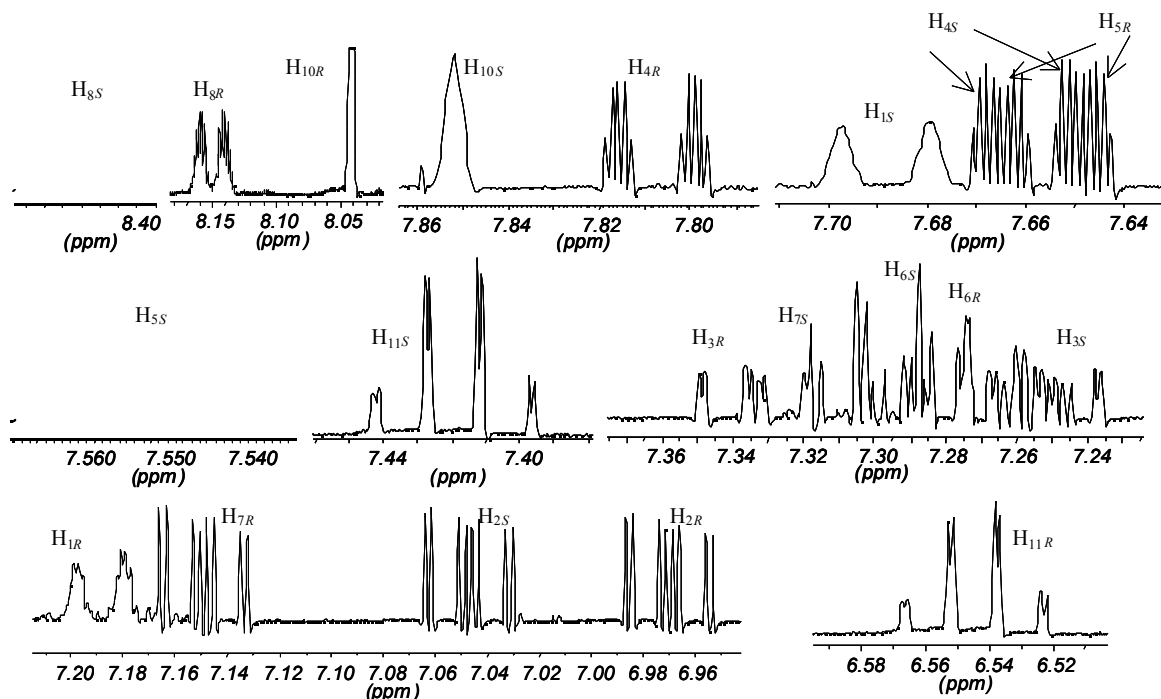 H8S H8R H10R H10S H4R H1S H4S H5R
8.40 8.15 8.10 8.05 7.86 7.84 7.82 7.80 7.70 7.68 7.66 7.64
(ppm) (ppm) (ppm) (ppm)
H5S H11S H3R H7S H6S H6R H3S
7.560 7.550 7.540 7.44 7.42 7.40 7.36 7.34 7.32 7.30 7.28 7.26 7.24
(ppm) (ppm) (ppm)
H1R H7R H2S H2R H11R
7.20 7.18 7.16 7.14 7.12 7.10 7.08 7.06 7.04 7.02 7.00 6.98 6.96 6.58 6.56 6.54 6.52
(ppm) (ppm)